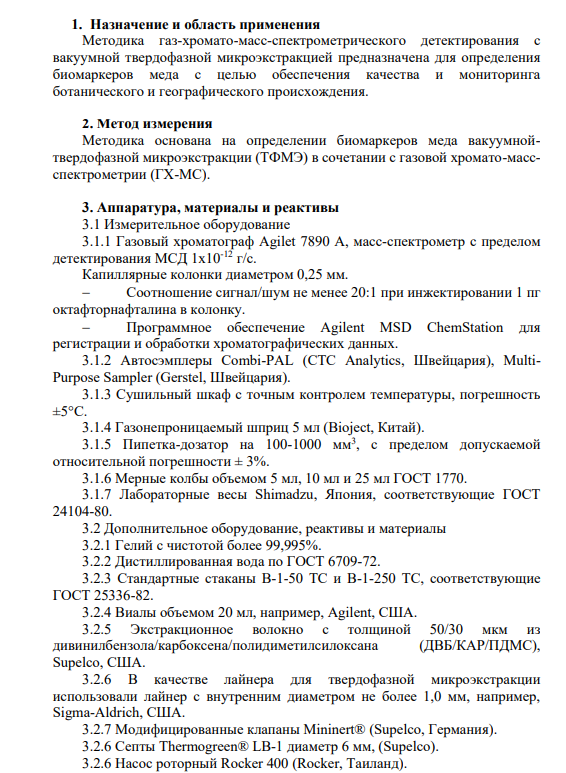 1. Назначение и область применения
Методика газ-хромато-масс-спектрометрического детектирования с
вакуумной твердофазной микроэкстракцией предназначена для определения
биомаркеров меда с целью обеспечения качества и мониторинга
ботанического и географического происхождения.
2. Метод измерения
Методика основана на определении биомаркеров меда вакуумной-
твердофазной микроэкстракции (ТФМЭ) в сочетании с газовой хромато-масс-
спектрометрии (ГХ-МС).
3. Аппаратура, материалы и реактивы
3.1 Измерительное оборудование
3.1.1 Газовый хроматограф Agilet 7890 А, масс-спектрометр с пределом
детектирования МСД 1x10⁻¹² г/с.
Капиллярные колонки диаметром 0,25 мм.
– Соотношение сигнал/шум не менее 20:1 при инжектировании 1 пг
октафторнафталина в колонку.
– Программное обеспечение Agilent MSD ChemStation для
регистрации и обработки хроматографических данных.
3.1.2 Автосэмплеры Combi-PAL (CTC Analytics, Швейцария), Multi-
Purpose Sampler (Gerstel, Швейцария).
3.1.3 Сушильный шкаф с точным контролем температуры, погрешность
±5°С.
3.1.4 Газонепроницаемый шприц 5 мл (Bioject, Китай).
3.1.5 Пипетка-дозатор на 100-1000 мм³, с пределом допускаемой
относительной погрешности ± 3%.
3.1.6 Мерные колбы объемом 5 мл, 10 мл и 25 мл ГОСТ 1770.
3.1.7 Лабораторные весы Shimadzu, Япония, соответствующие ГОСТ
24104-80.
3.2 Дополнительное оборудование, реактивы и материалы
3.2.1 Гелий с чистотой более 99,995%.
3.2.2 Дистиллированная вода по ГОСТ 6709-72.
3.2.3 Стандартные стаканы В-1-50 ТС и В-1-250 ТС, соответствующие
ГОСТ 25336-82.
3.2.4 Виалы объемом 20 мл, например, Agilent, США.
3.2.5 Экстракционное волокно с толщиной 50/30 мкм из
дивинилбензола/карбоксена/полидиметилсилоксана (ДВБ/КАР/ПДМС),
Supelco, США.
3.2.6 В качестве лайнера для твердофазной микроэкстракции
использовали лайнер с внутренним диаметром не более 1,0 мм, например,
Sigma-Aldrich, США.
3.2.7 Модифицированные клапаны Mininert® (Supelco, Германия).
3.2.6 Септы Thermogreen® LB-1 диаметр 6 мм, (Supelco).
3.2.6 Насос роторный Rocker 400 (Rocker, Таиланд).